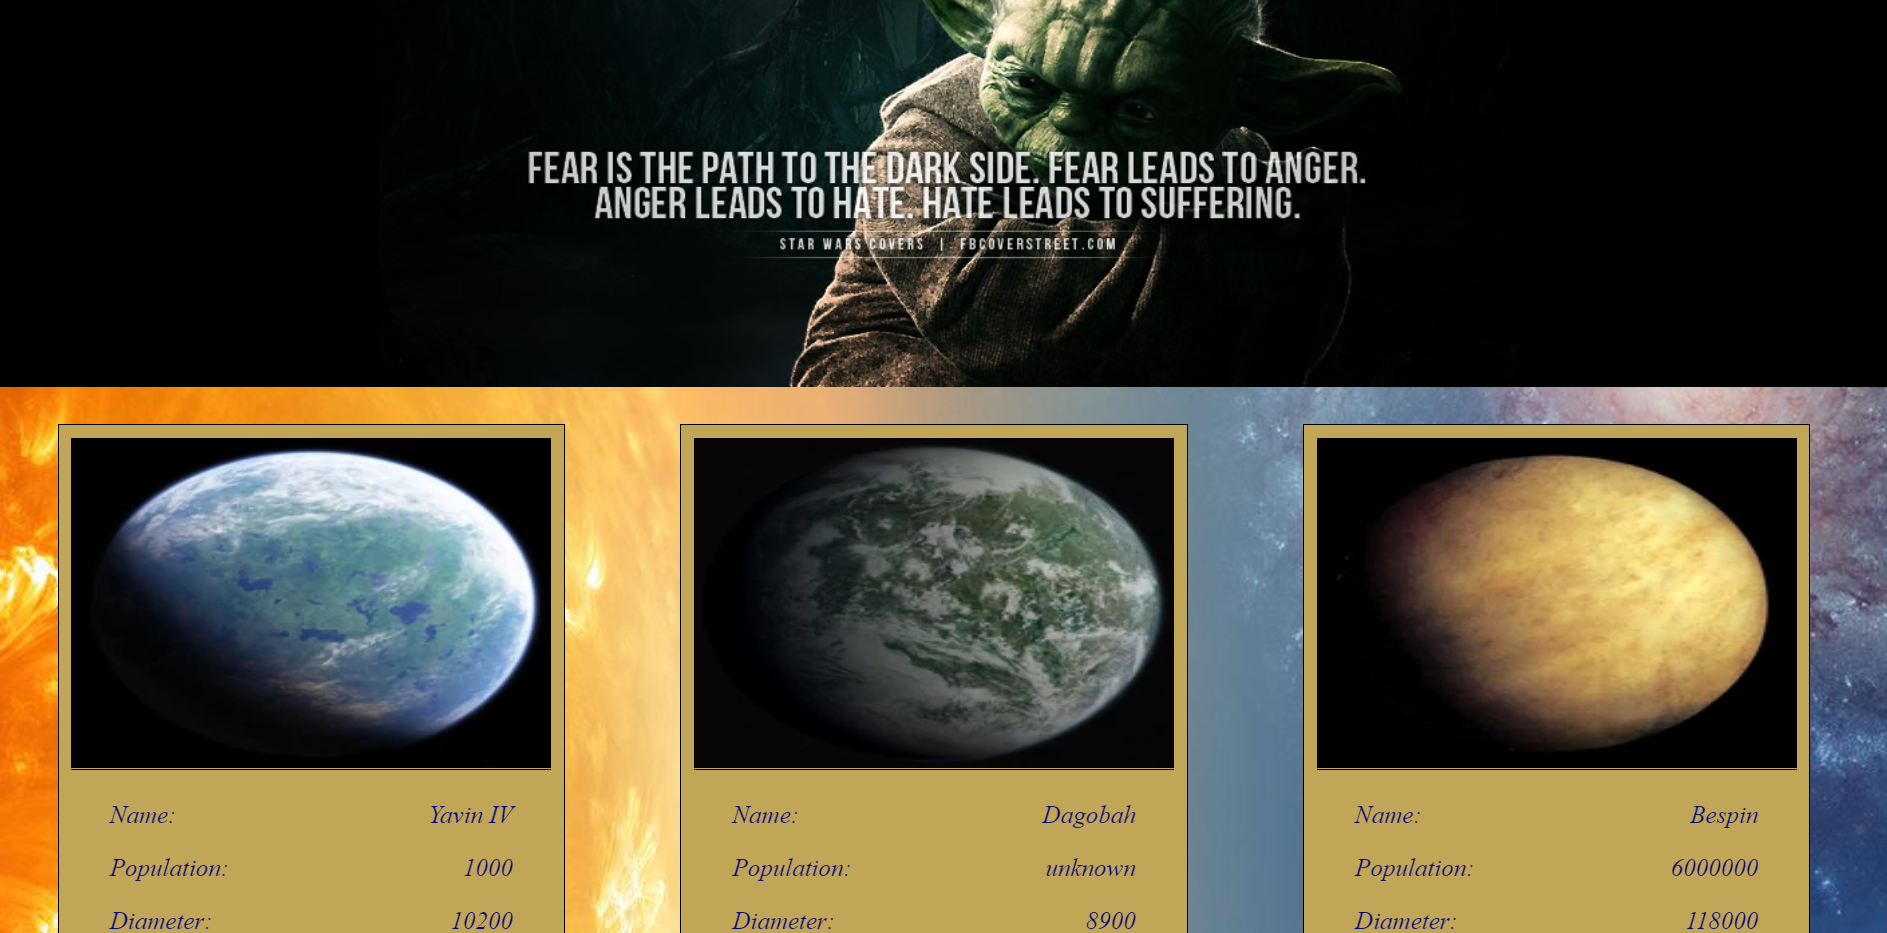 FEAR IS THE PATH TO THE DARK SIDE. FEAR LEADS TO ANGER.
ANGER LEADS TO HATE. HATE LEADS TO SUFFERING.
STAR WARS COVERS | FBCOVERSTREET.COM
Name: Yavin IV
Population: 1000
Diameter: 10200
Name: Dagobah
Population: unknown
Diameter: 8900
Name: Bespin
Population: 6000000
Diameter: 118000